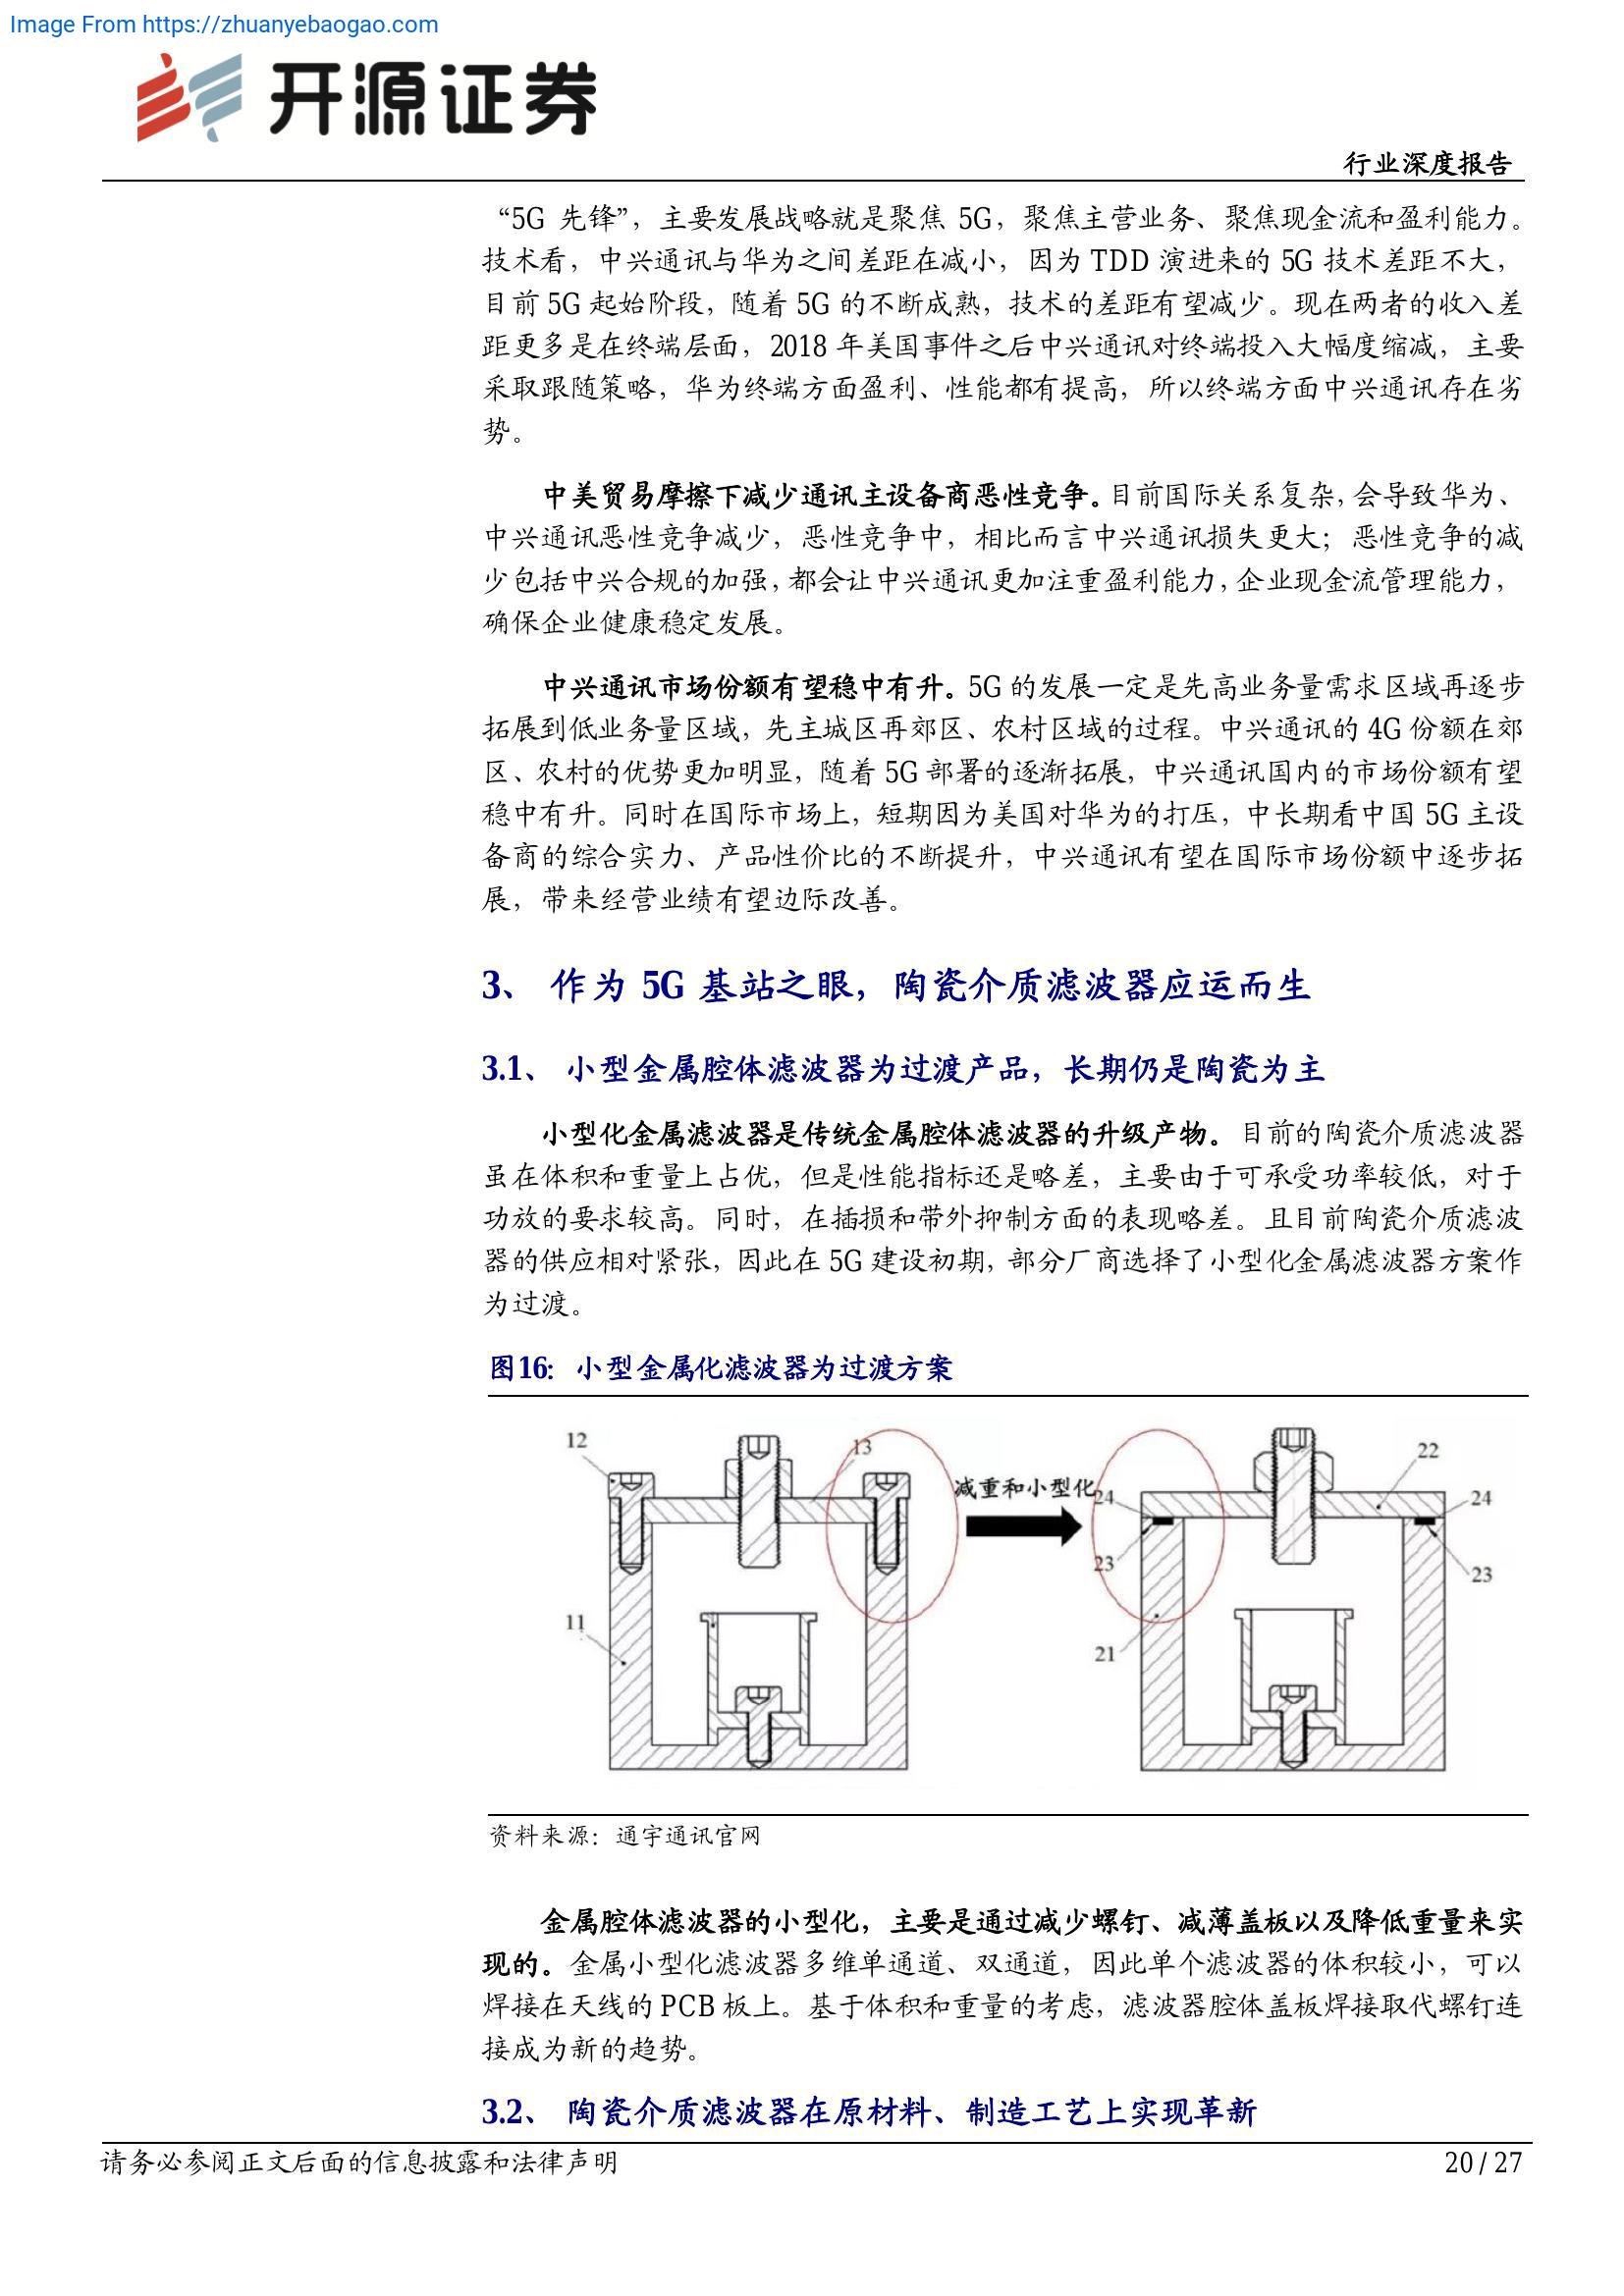 Image From https://zhuanyebaogao.com
开源证券
行业深度报告
“5G 先锋”，主要发展战略就是聚焦 5G，聚焦主营业务、聚焦现金流和盈利能力。
技术看，中兴通讯与华为之间差距在减小，因为 TDD 演进来的 5G 技术差距不大，
目前 5G 起始阶段，随着 5G 的不断成熟，技术的差距有望减少。现在两者的收入差
距更多是在终端层面，2018 年美国事件之后中兴通讯对终端投入大幅度缩减，主要
采取跟随策略，华为终端方面盈利、性能都有提高，所以终端方面中兴通讯存在劣
势。
中美贸易摩擦下减少通讯主设备商恶性竞争。目前国际关系复杂，会导致华为、
中兴通讯恶性竞争减少，恶性竞争中，相比而言中兴通讯损失更大；恶性竞争的减
少包括中兴合规的加强，都会让中兴通讯更加注重盈利能力，企业现金流管理能力，
确保企业健康稳定发展。
中兴通讯市场份额有望稳中有升。5G 的发展一定是先高业务量需求区域再逐步
拓展到低业务量区域，先主城区再郊区、农村区域的过程。中兴通讯的 4G 份额在郊
区、农村的优势更加明显，随着 5G 部署的逐渐拓展，中兴通讯国内的市场份额有望
稳中有升。同时在国际市场上，短期因为美国对华为的打压，中长期看中国 5G 主设
备商的综合实力、产品性价比的不断提升，中兴通讯有望在国际市场份额中逐步拓
展，带来经营业绩有望边际改善。
3、 作为 5G 基站之眼，陶瓷介质滤波器应运而生
3.1、 小型金属腔体滤波器为过渡产品，长期仍是陶瓷为主
小型化金属滤波器是传统金属腔体滤波器的升级产物。目前的陶瓷介质滤波器
虽在体积和重量上占优，但是性能指标还是略差，主要由于可承受功率较低，对于
功放的要求较高。同时，在插损和带外抑制方面的表现略差。且目前陶瓷介质滤波
器的供应相对紧张，因此在 5G 建设初期，部分厂商选择了小型化金属滤波器方案作
为过渡。
图16： 小型金属化滤波器为过渡方案
12
13
11
减重和小型化
24
23
21
22
24
23
资料来源：通宇通讯官网
金属腔体滤波器的小型化，主要是通过减少螺钉、减薄盖板以及降低重量来实
现的。金属小型化滤波器多维单通道、双通道，因此单个滤波器的体积较小，可以
焊接在天线的 PCB 板上。基于体积和重量的考虑，滤波器腔体盖板焊接取代螺钉连
接成为新的趋势。
3.2、 陶瓷介质滤波器在原材料、制造工艺上实现革新
请务必参阅正文后面的信息披露和法律声明
20 / 27